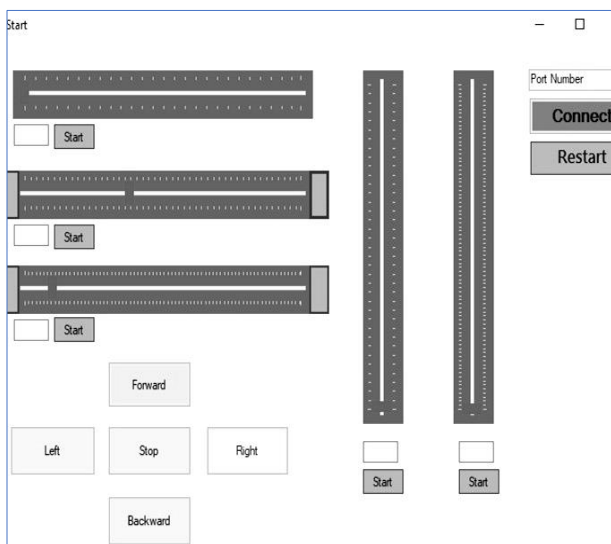 Start
Port Number
Connect
Restart
Start
Start
Start
Forward
Left
Stop
Right
Backward
Start
Start